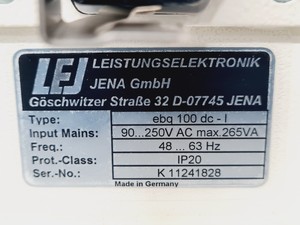 LEJ LEISTUNGSELEKTRONIK
JENA GmbH
Göschwitzer Straße 32 D-07745 JENA
Type: ebq 100 dc - I
Input Mains: 90...250V AC max.265VA
Freq.: 48 ... 63 Hz
Prot.-Class: IP20
Ser.-No.: K 11241828
Made in Germany